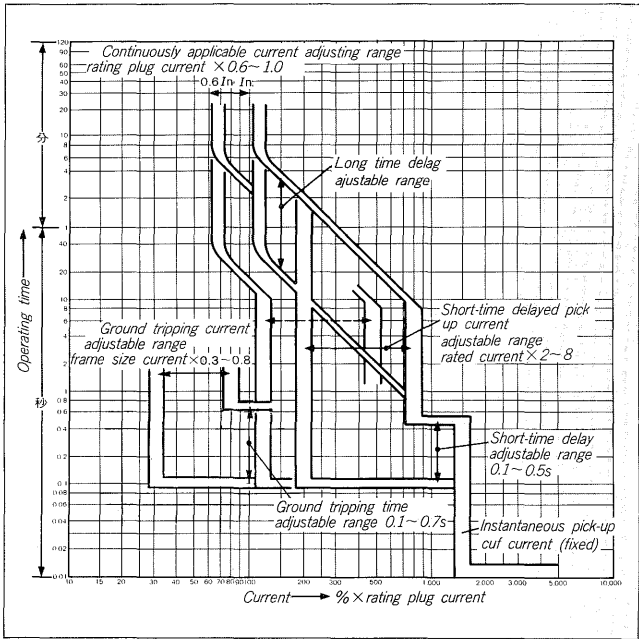 Continuously applicable current adjusting range
rating plug current ×0.6~ 1.0
0.6In In
Long time delag
ajustable range
Short-time delayed pick
up current
adjustable range
rated current×2~8
Ground tripping current
adjustable range
frame size current×0.3~0.8
Short-time delay
adjustable range
0.1~0.5s
Ground tripping time
adjustable range 0.1~0.7s
Instantaneous pick-up
cuf current (fixed)
Operating time
分
秒
120
90
60
50
40
30
20
10
8
6
4
2
1
40
20
10
8
6
4
2
1
0.8
0.6
0.4
0.2
0.1
0.08
0.06
0.04
0.02
0.01
10 15 20 30 40 50 60 70 80 90 100 200 300 500 1.000 2.000 3.000 5.000 10.000
Current % × rating plug current